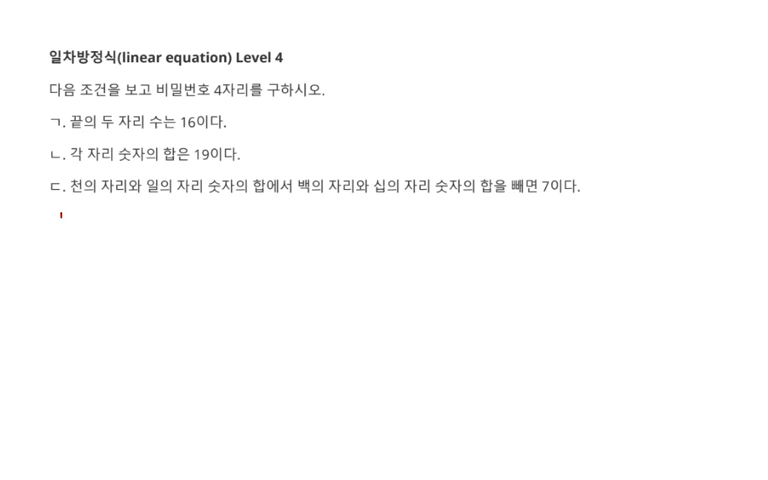 일차방정식(linear equation) Level 4
다음 조건을 보고 비밀번호 4자리를 구하시오.
ㄱ. 끝의 두 자리 수는 16이다.
ㄴ. 각 자리 숫자의 합은 19이다.
ㄷ. 천의 자리와 일의 자리 숫자의 합에서 백의 자리와 십의 자리 숫자의 합을 빼면 7이다.